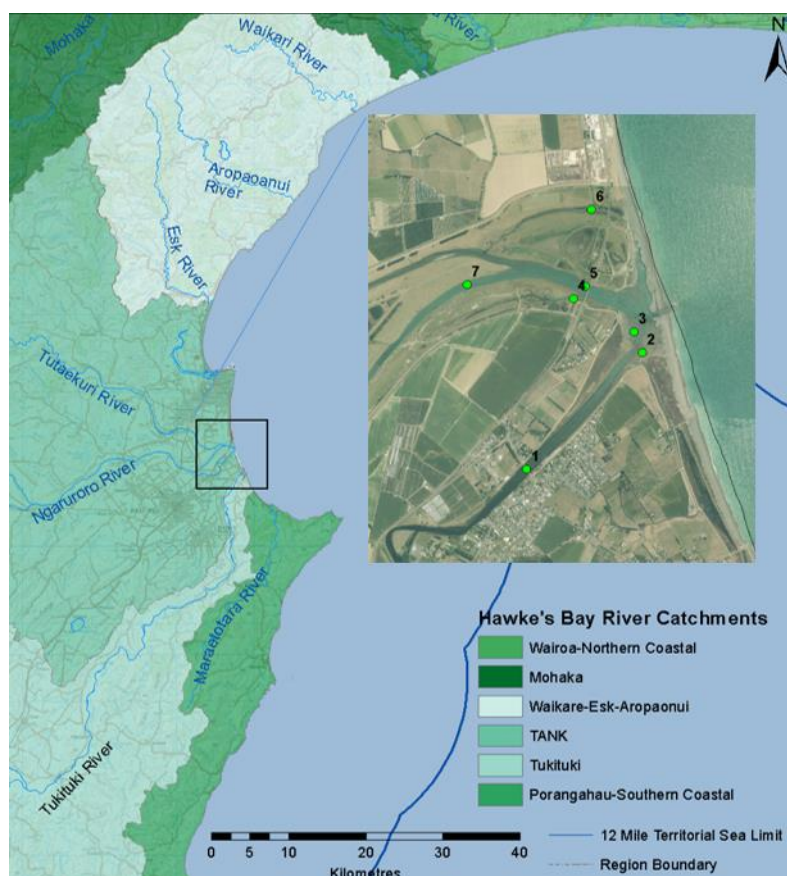 Mohaka
River
Waikari River
N
Aropaoanui
River
Esk River
6
7
5
4
3
2
1
Tutaekuri River
Ngaruroro River
Maraetotara River
Tukituki River
Hawke's Bay River Catchments
Wairoa-Northern Coastal
Mohaka
Waikare-Esk-Aropaonui
TANK
Tukituki
Porangahau-Southern Coastal
0 5 10 20 30 40
Kilometres
12 Mile Territorial Sea Limit
Region Boundary